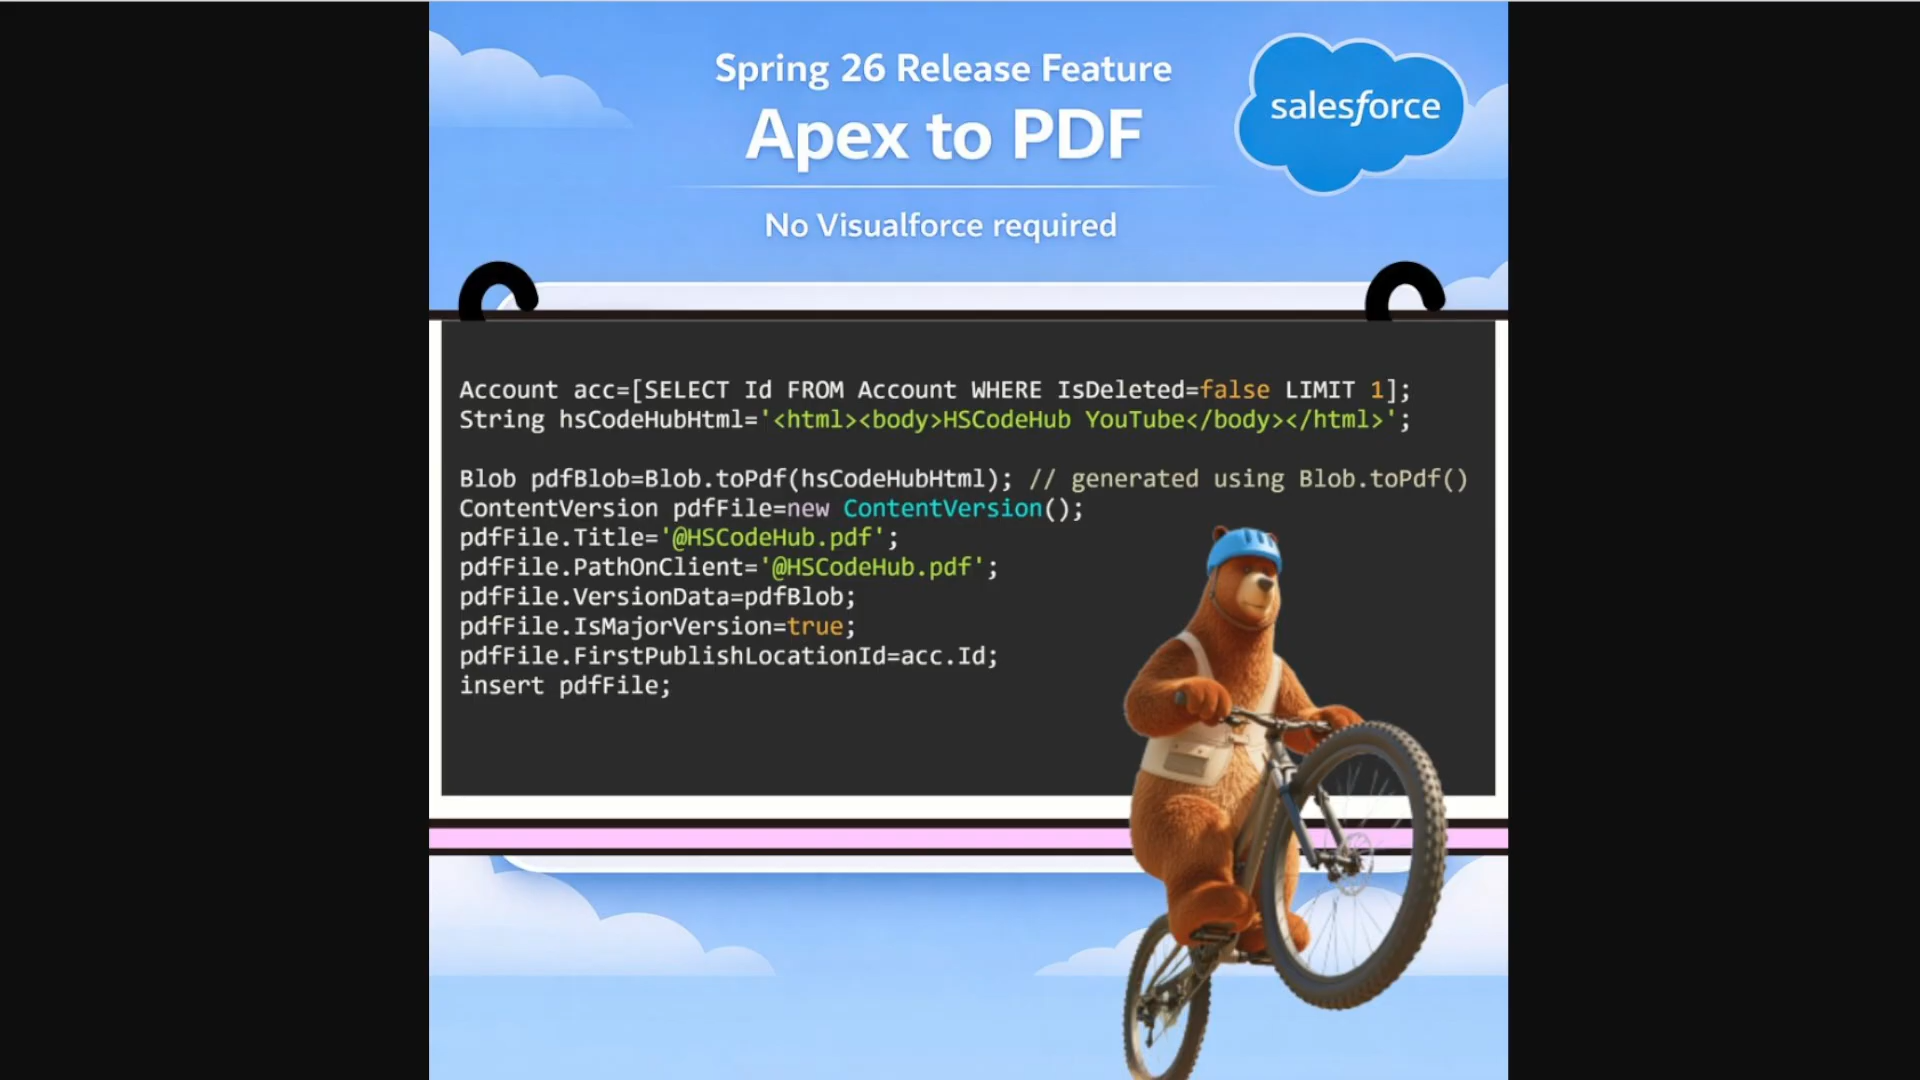 Spring 26 Release Feature
Apex to PDF
salesforce
No Visualforce required
Account acc=[SELECT Id FROM Account WHERE IsDeleted=false LIMIT 1];
String hsCodeHubHtml='<html><body>HSCodeHub YouTube</body></html>';
Blob pdfBlob=Blob.toPdf(hsCodeHubHtml); // generated using Blob.toPdf()
ContentVersion pdfFile=new ContentVersion();
pdfFile.Title='@HSCodeHub.pdf';
pdfFile.PathOnClient='@HSCodeHub.pdf';
pdfFile.VersionData=pdfBlob;
pdfFile.IsMajorVersion=true;
pdfFile.FirstPublishLocationId=acc.Id;
insert pdfFile;